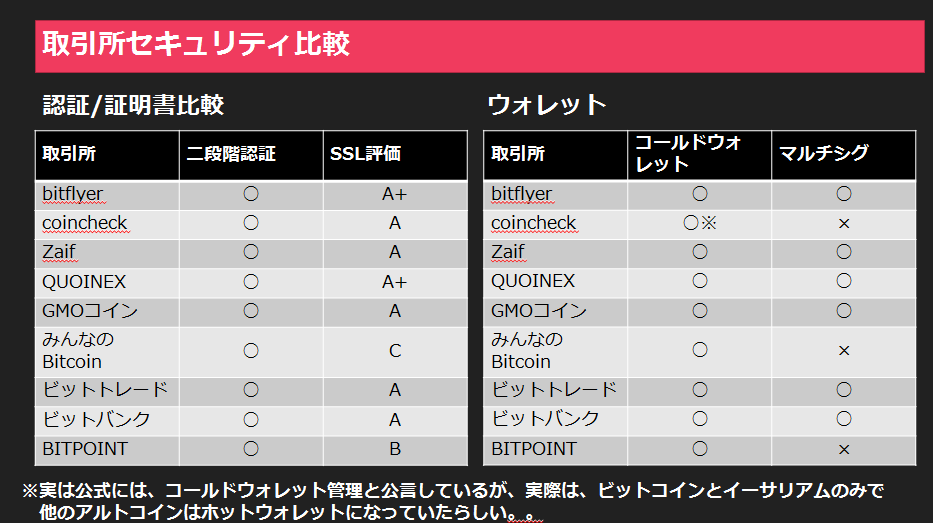 取引所セキュリティ比較
認証/証明書比較
取引所 二段階認証 SSL評価
bitflyer 〇 A+
coincheck 〇 A
Zaif 〇 A
QUOINEX 〇 A+
GMOコイン 〇 A
みんなの
Bitcoin 〇 C
ビットトレード 〇 A
ビットバンク 〇 A
BITPOINT 〇 B
ウォレット
取引所 コールドウォ
レット マルチシグ
bitflyer 〇 〇
coincheck 〇※ ×
Zaif 〇 〇
QUOINEX 〇 〇
GMOコイン 〇 〇
みんなの
Bitcoin 〇 ×
ビットトレード 〇 〇
ビットバンク 〇 〇
BITPOINT 〇 ×
※実は公式には、コールドウォレット管理と公言しているが、実際は、ビットコインとイーサリアムのみで
他のアルトコインはホットウォレットになっていたらしい。。